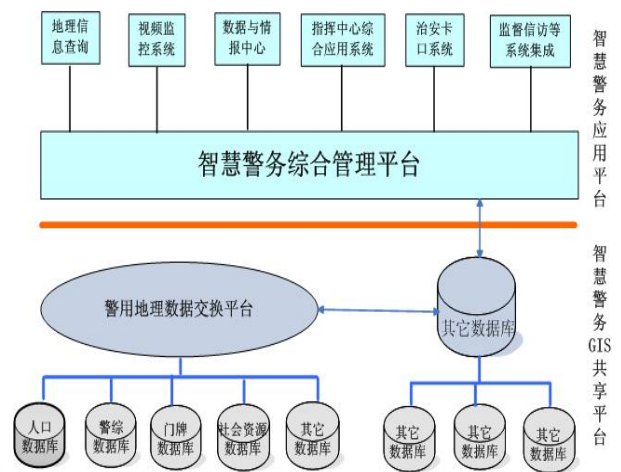 地理信
息查询
视频监
控系统
数据与情
报中心
指挥中心综
合应用系统
治安卡
口系统
监督信访等
系统集成
智慧警务应用平台
智慧警务综合管理平台
智慧警务GIS共享平台
警用地理数据交换平台
其它数据库
人口
数据库
警综
数据库
门牌
数据库
社会资源
数据库
其它
数据库
其它
数据库
其它
数据库
其它
数据库